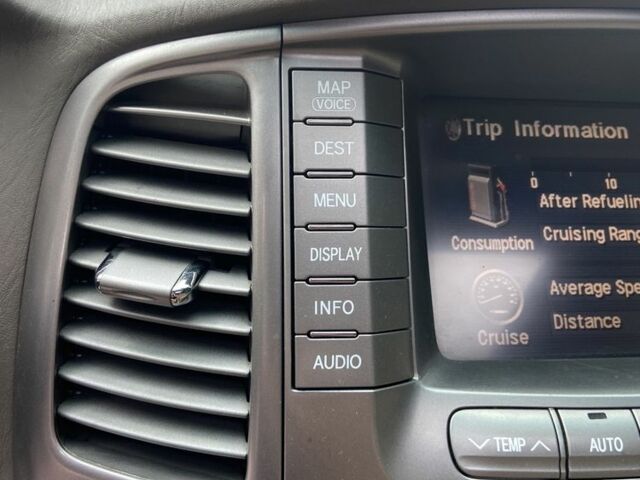 MAP
VOICE
DEST
MENU
DISPLAY
INFO
AUDIO
Trip Information
0 10
After Refuelin
Consumption
Cruising Rang
Average Spe
Distance
Cruise
TEMP
AUTO